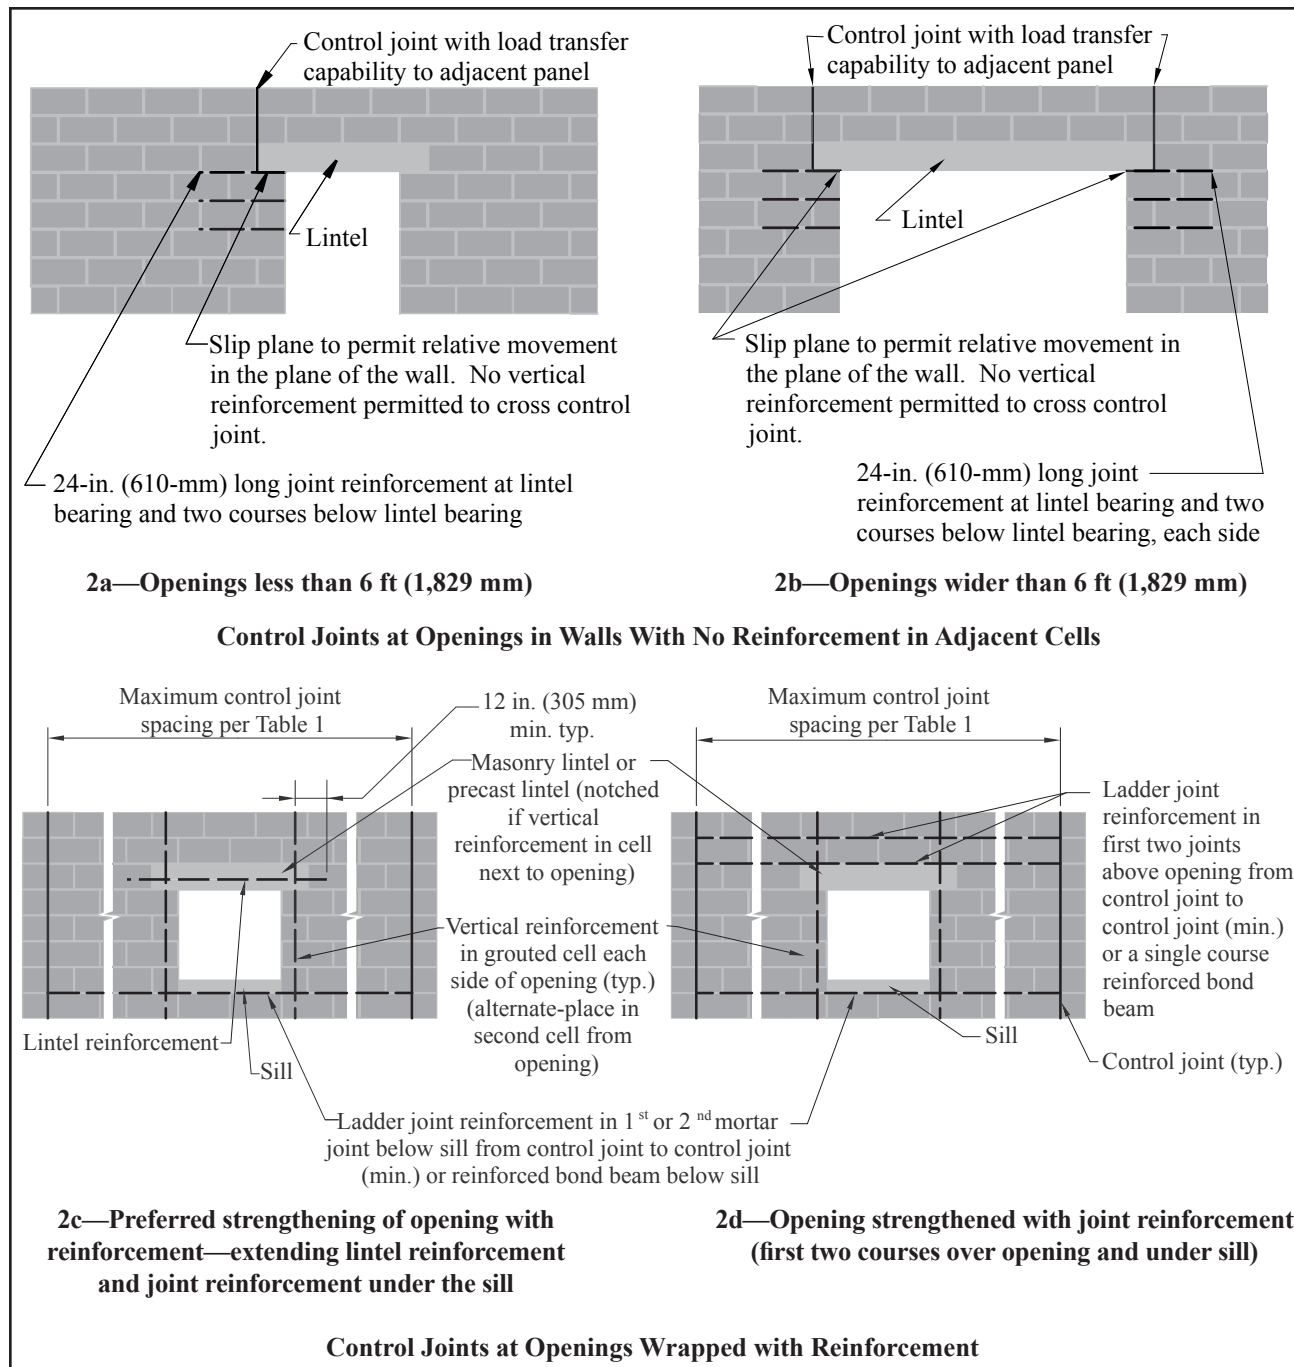 Control joint with load transfer
capability to adjacent panel
Lintel
Slip plane to permit relative movement
in the plane of the wall.  No vertical
reinforcement permitted to cross control
joint.
24-in. (610-mm) long joint reinforcement at lintel
bearing and two courses below lintel bearing
2a—Openings less than 6 ft (1,829 mm)
Control joint with load transfer
capability to adjacent panel
Lintel
Slip plane to permit relative movement in
the plane of the wall.  No vertical
reinforcement permitted to cross control
joint.
24-in. (610-mm) long joint
reinforcement at lintel bearing and two
courses below lintel bearing, each side
2b—Openings wider than 6 ft (1,829 mm)
Control Joints at Openings in Walls With No Reinforcement in Adjacent Cells
Maximum control joint
spacing per Table 1
12 in. (305 mm)
min. typ.
Masonry lintel or
precast lintel (notched
if vertical
reinforcement in cell
next to opening)
Vertical reinforcement
in grouted cell each
side of opening (typ.)
(alternate-place in
second cell from
opening)
Lintel reinforcement
Sill
Ladder joint reinforcement in 1 st or 2 nd mortar
joint below sill from control joint to control joint
(min.) or reinforced bond beam below sill
Maximum control joint
spacing per Table 1
Ladder joint
reinforcement in
first two joints
above opening from
control joint to
control joint (min.)
or a single course
reinforced bond
beam
Sill
Control joint (typ.)
2c—Preferred strengthening of opening with
reinforcement—extending lintel reinforcement
and joint reinforcement under the sill
2d—Opening strengthened with joint reinforcement
(first two courses over opening and under sill)
Control Joints at Openings Wrapped with Reinforcement